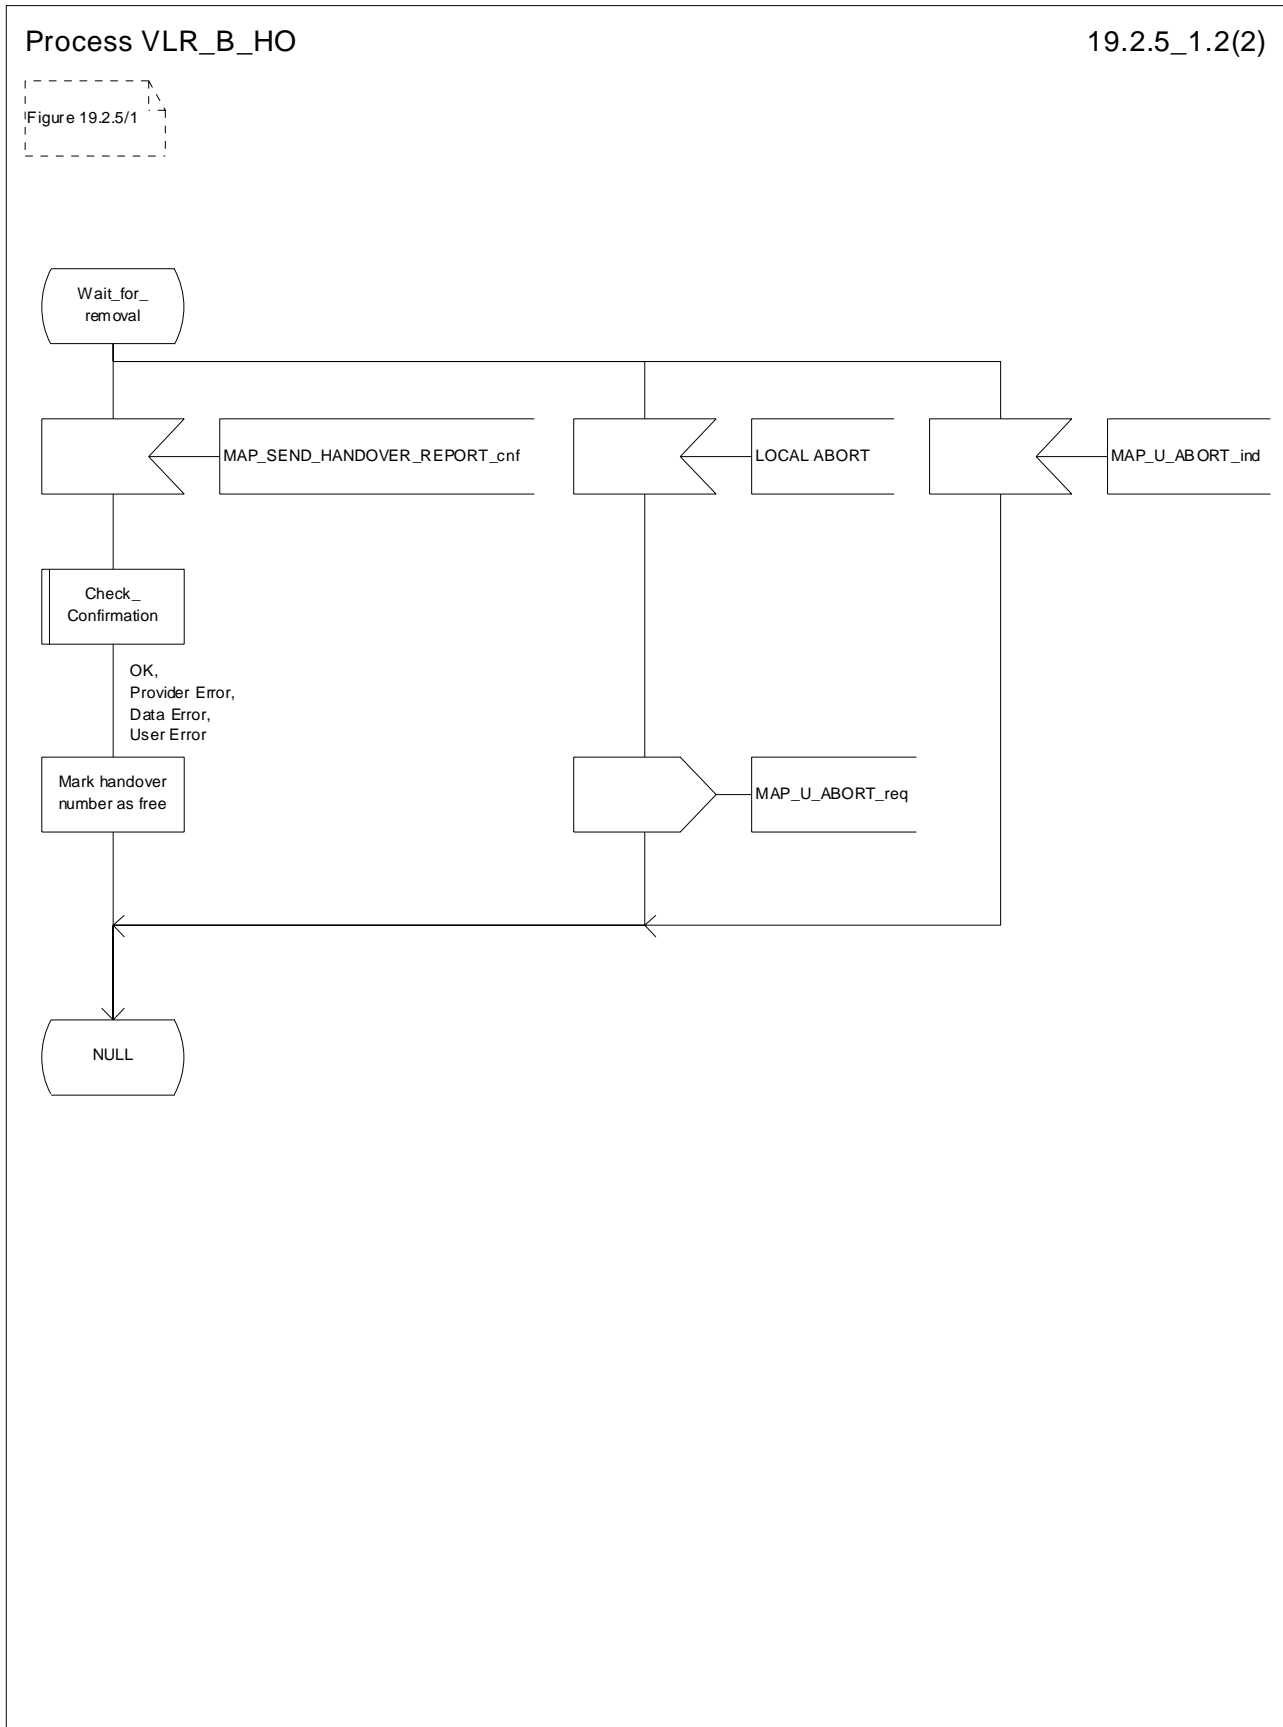 Process VLR_B_HO
19.2.5_1.2(2)
Figure 19.2.5/1
Wait_for_
removal
MAP_SEND_HANDOVER_REPORT_cnf
LOCAL ABORT
MAP_U_ABORT_ind
Check_
Confirmation
OK,
Provider Error,
Data Error,
User Error
Mark handover
number as free
MAP_U_ABORT_req
NULL